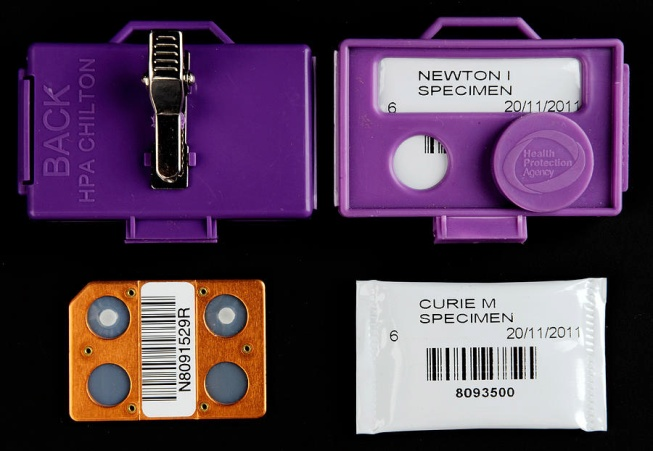 BACK
HPA CHILTON
NEWTON I
SPECIMEN
6 20/11/2011
Health
Protection
Agency
N8091529R
CURIE M
SPECIMEN
6 20/11/2011
8093500